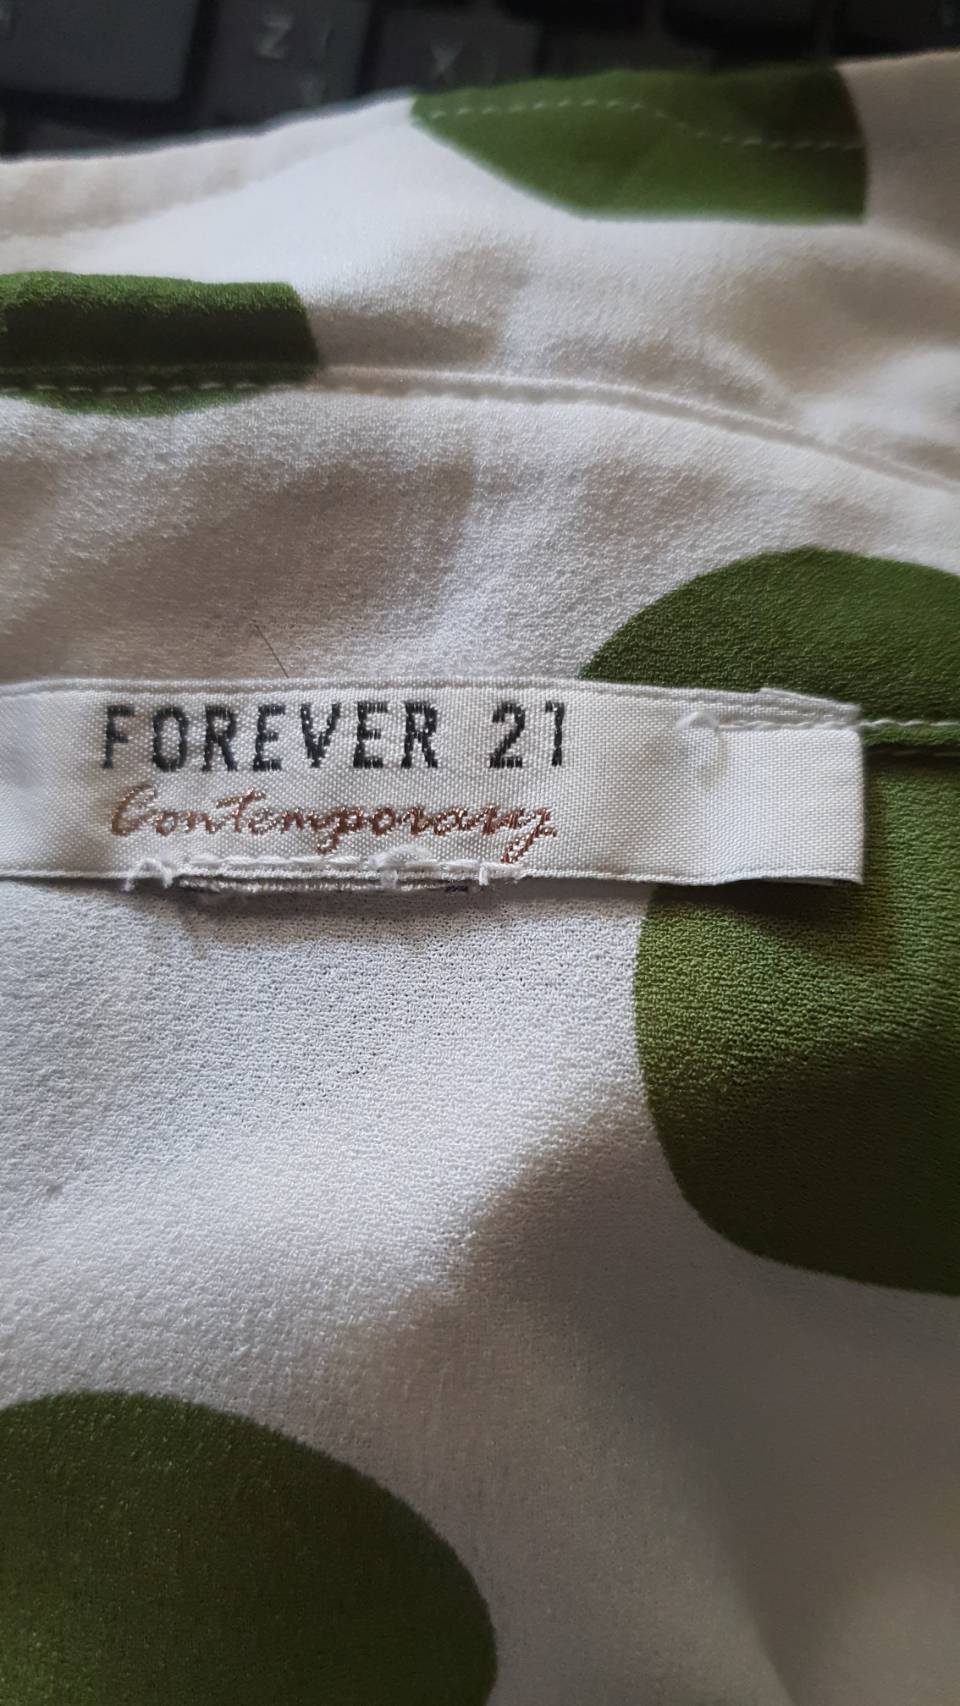 FOREVER 21
Contemporary
Z
X